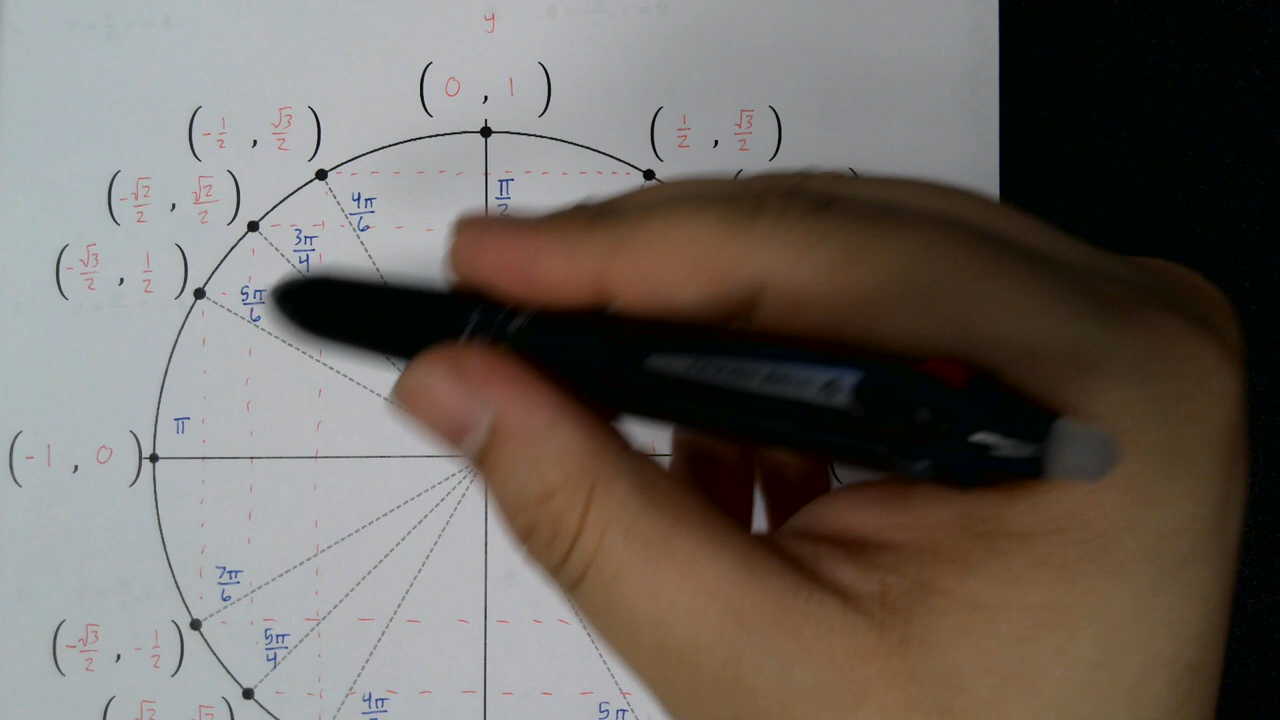 y
(0, 1)
(-1/2, √3/2)
(1/2, √3/2)
(-√2/2, √2/2)
4π/6
π/2
3π/4
(-√3/2, 1/2)
5π/6
π
(-1, 0)
7π/6
(-√3/2, -1/2)
5π/4
4π
5π